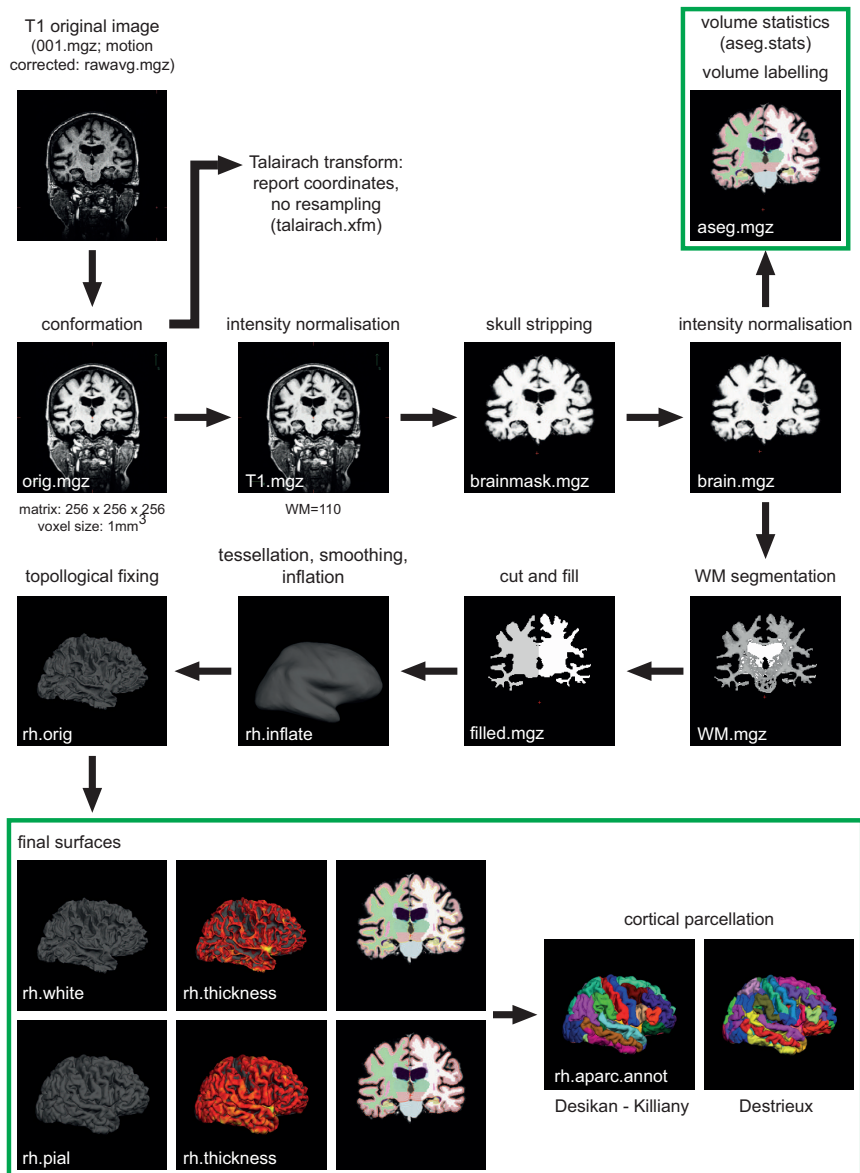 T1 original image
(001.mgz; motion
corrected: rawavg.mgz)
volume statistics
(aseg.stats)
volume labelling
aseg.mgz
Talairach transform:
report coordinates,
no resampling
(talairach.xfm)
conformation
intensity normalisation
skull stripping
intensity normalisation
orig.mgz
T1.mgz
brainmask.mgz
brain.mgz
matrix: 256 x 256 x 256
voxel size: 1mm3
WM=110
topollogical fixing
tessellation, smoothing,
inflation
cut and fill
WM segmentation
rh.orig
rh.inflate
filled.mgz
WM.mgz
final surfaces
rh.white
rh.thickness
cortical parcellation
rh.aparc.annot
Desikan - Killiany
Destrieux
rh.pial
rh.thickness